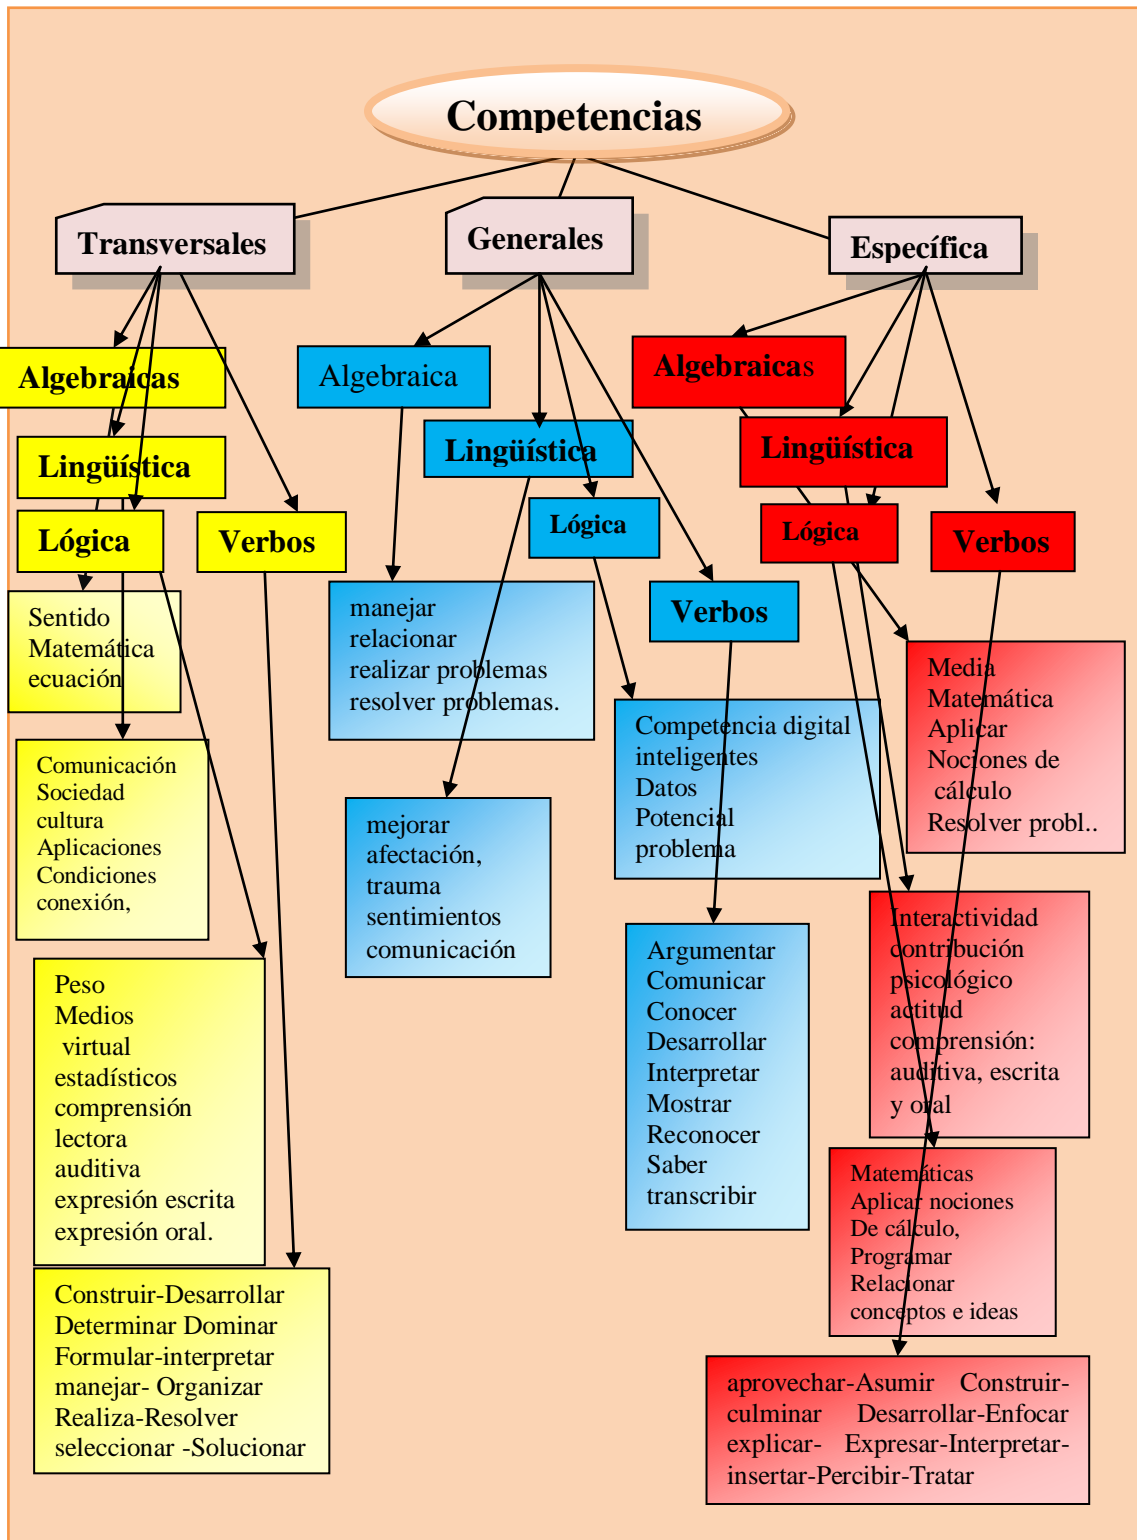 Competencias
Transversales
Generales
Específica
Algebraicas
Lingüística
Lógica
Verbos
Sentido
Matemática
ecuación
Comunicación
Sociedad
cultura
Aplicaciones
Condiciones
conexión,
Peso
Medios
virtual
estadísticos
comprensión
lectora
auditiva
expresión escrita
expresión oral.
Construir-Desarrollar
Determinar Dominar
Formular-interpretar
manejar- Organizar
Realiza-Resolver
seleccionar -Solucionar
Algebraica
Lingüística
Lógica
Verbos
manejar
relacionar
realizar problemas
resolver problemas.
mejorar
afectación,
trauma
sentimientos
comunicación
Competencia digital
inteligentes
Datos
Potencial
problema
Argumentar
Comunicar
Conocer
Desarrollar
Interpretar
Mostrar
Reconocer
Saber
transcribir
Algebraicas
Lingüística
Lógica
Verbos
Media
Matemática
Aplicar
Nociones de
cálculo
Resolver probl..
Interactividad
contribución
psicológico
actitud
comprensión:
auditiva, escrita
y oral
Matemáticas
Aplicar nociones
De cálculo,
Programar
Relacionar
conceptos e ideas
aprovechar-Asumir Construir-
culminar Desarrollar-Enfocar
explicar- Expresar-Interpretar-
insertar-Percibir-Tratar